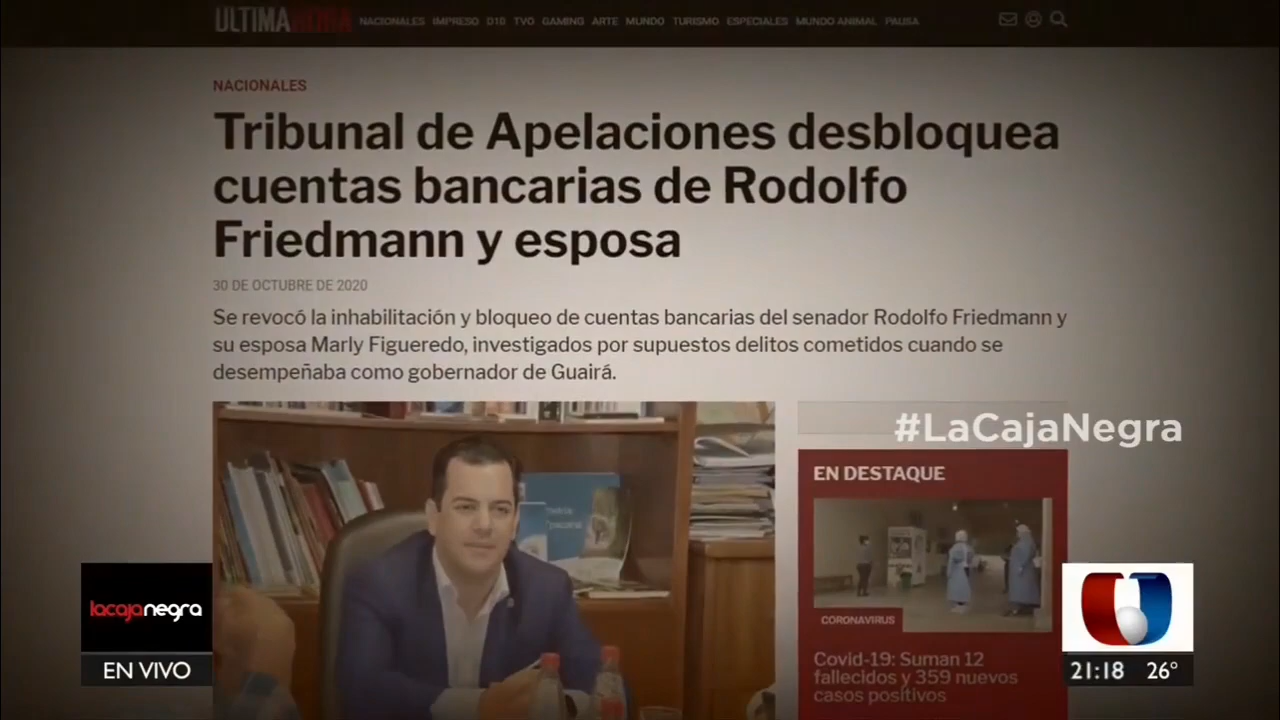 ULTIMAHORA
NACIONALES IMPRESO D10 TVO GAMING ARTE MUNDO TURISMO ESPECIALES MUNDO ANIMAL PAUSA
NACIONALES
Tribunal de Apelaciones desbloquea
cuentas bancarias de Rodolfo
Friedmann y esposa
30 DE OCTUBRE DE 2020
Se revocó la inhabilitación y bloqueo de cuentas bancarias del senador Rodolfo Friedmann y
su esposa Marly Figueredo, investigados por supuestos delitos cometidos cuando se
desempeñaba como gobernador de Guairá.
#LaCajaNegra
EN DESTAQUE
CORONAVIRUS
Covid-19: Suman 12
fallecidos y 359 nuevos
casos positivos
lacajanegra
EN VIVO
21:18 26°